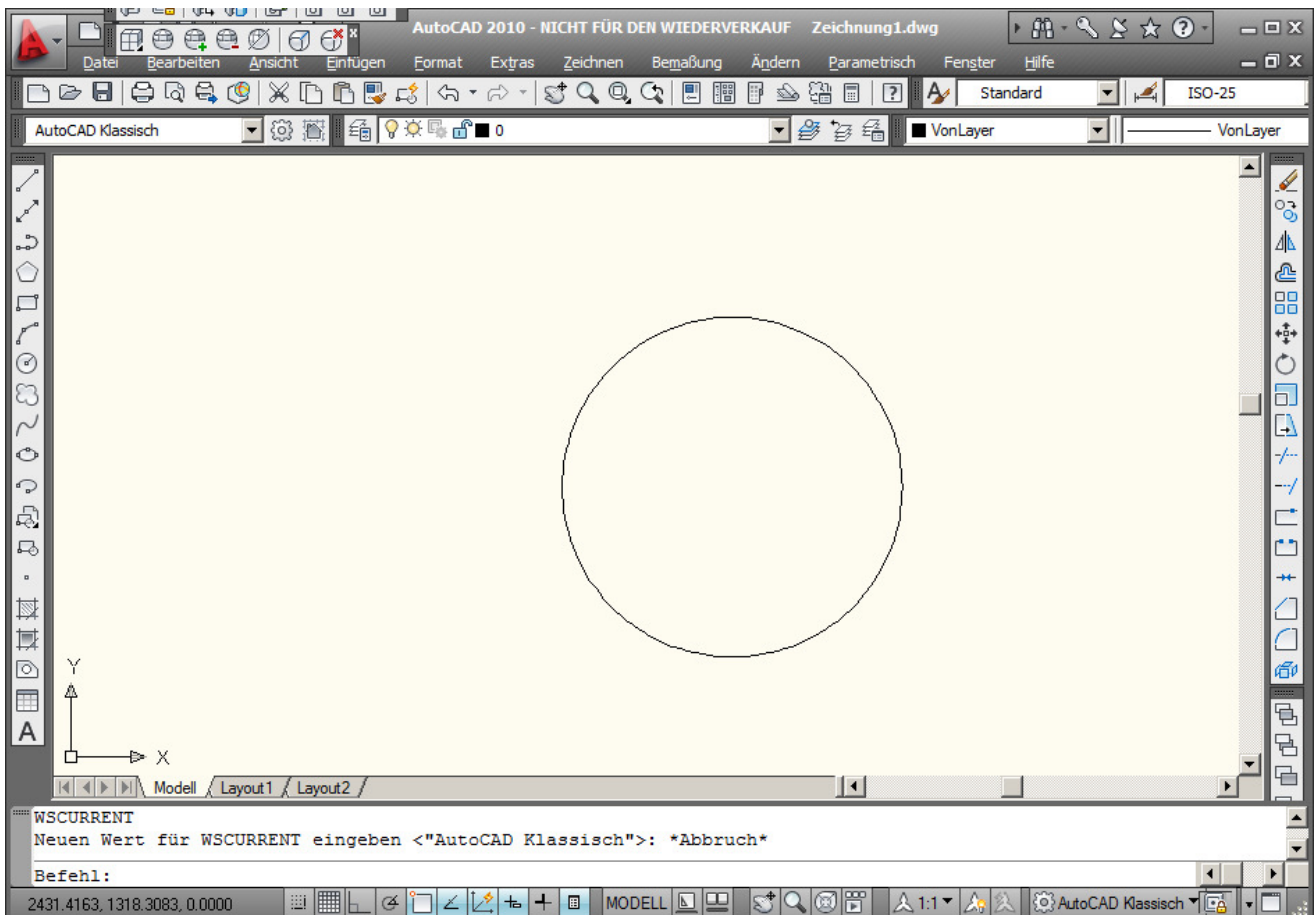 AutoCAD 2010 - NICHT FÜR DEN WIEDERVERKAUF Zeichnung1.dwg
Datei Bearbeiten Ansicht Einfügen Format Extras Zeichnen Bemaßung Ändern Parametrisch Fenster Hilfe
Standard ISO-25
AutoCAD Klassisch 0 VonLayer VonLayer
A
Y
X
Modell Layout1 Layout2
WSCURRENT
Neuen Wert für WSCURRENT eingeben <"AutoCAD Klassisch">: *Abbruch*
Befehl:
2431.4163, 1318.3083, 0.0000 MODELL 1:1 AutoCAD Klassisch